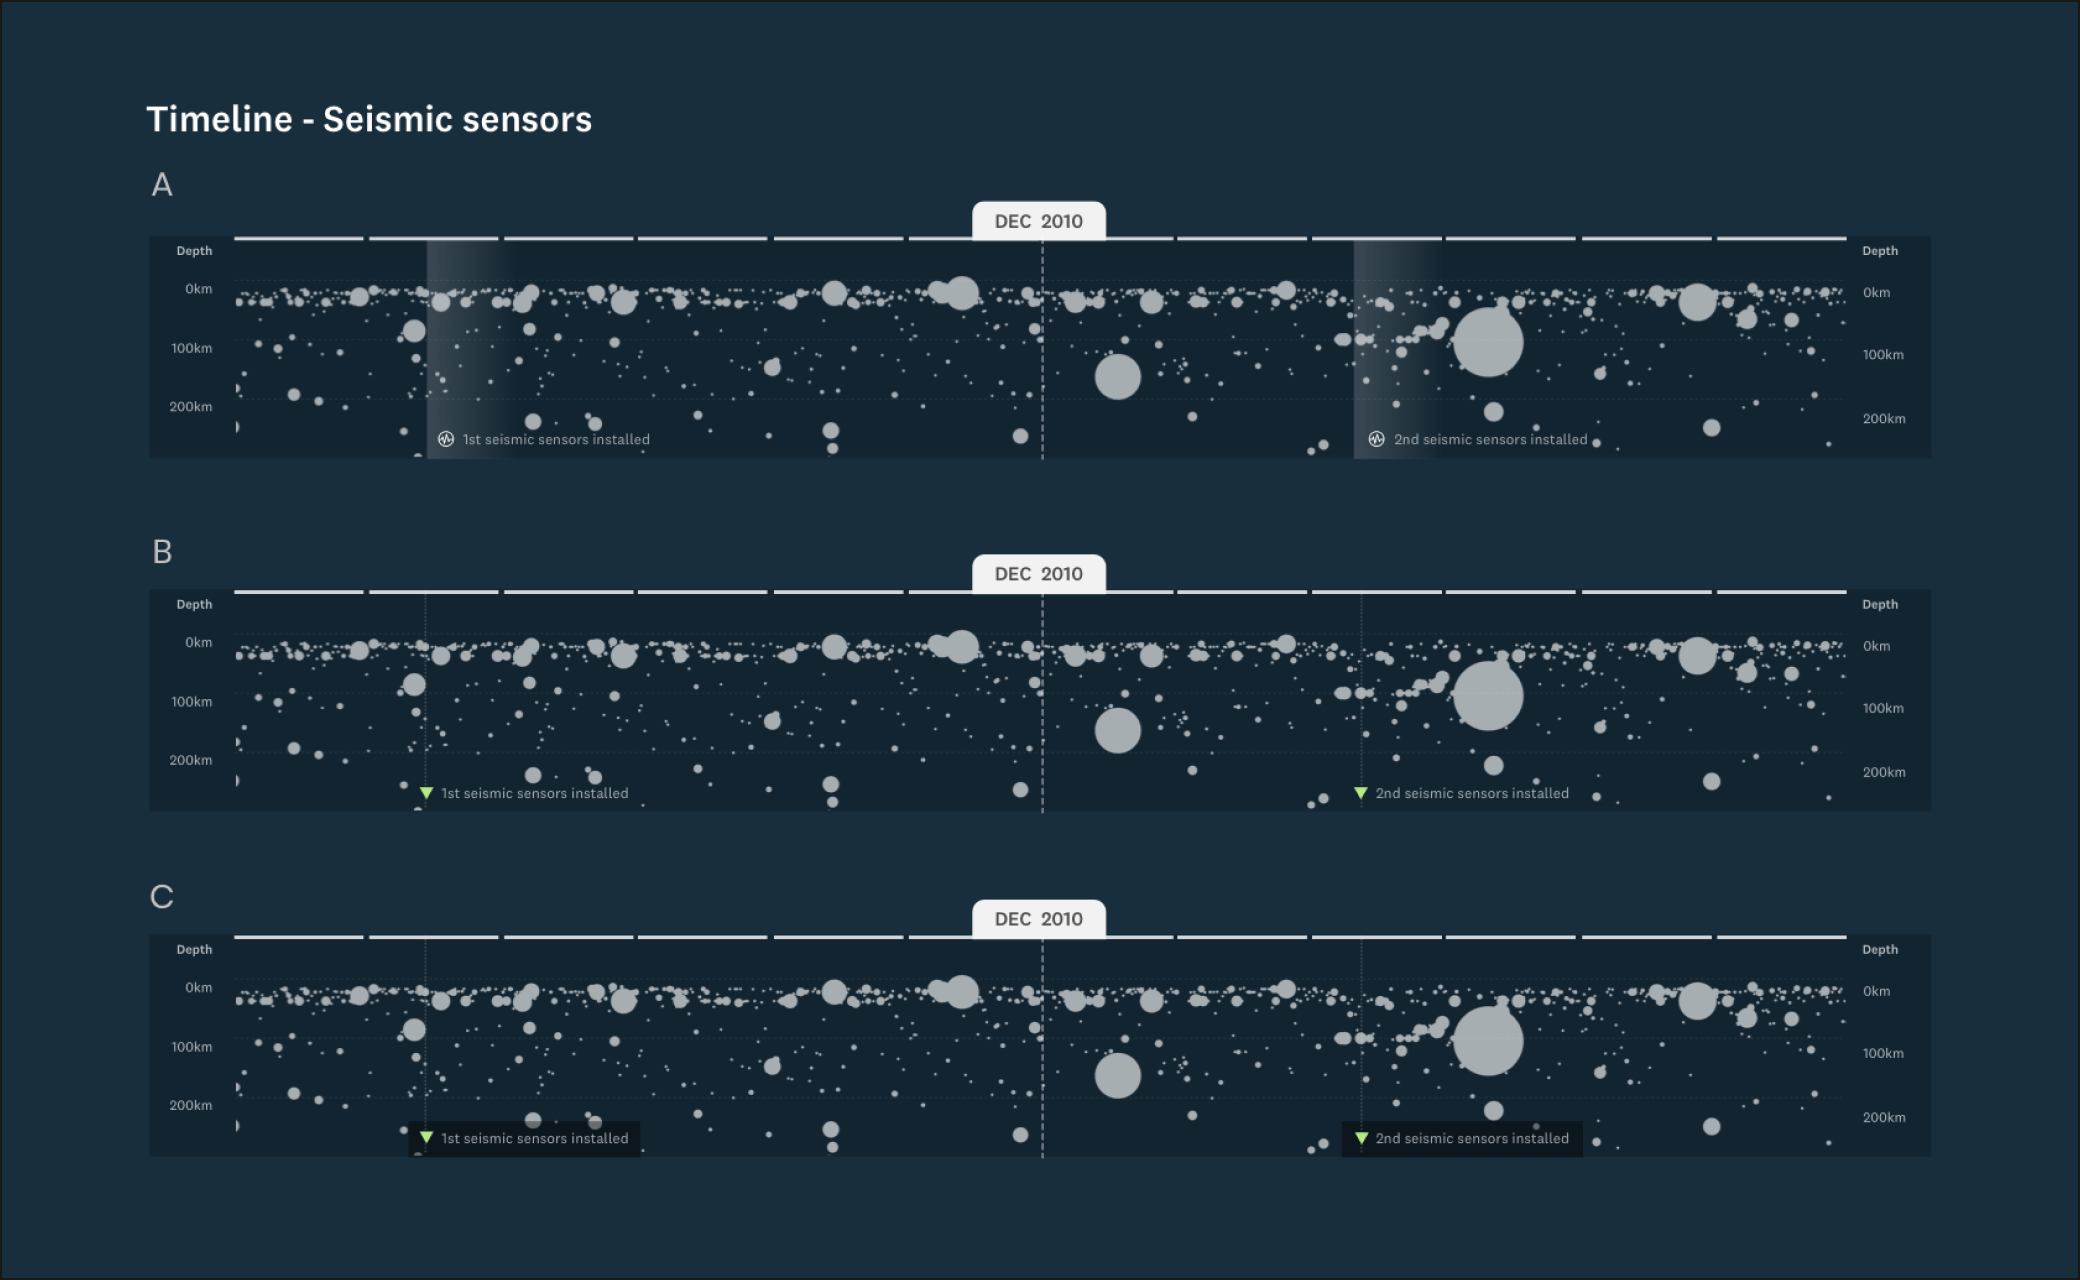 Timeline - Seismic sensors
A
DEC 2010
Depth
Depth
0km
0km
100km
100km
200km
200km
1st seismic sensors installed
2nd seismic sensors installed
B
DEC 2010
Depth
Depth
0km
0km
100km
100km
200km
200km
1st seismic sensors installed
2nd seismic sensors installed
C
DEC 2010
Depth
Depth
0km
0km
100km
100km
200km
200km
1st seismic sensors installed
2nd seismic sensors installed